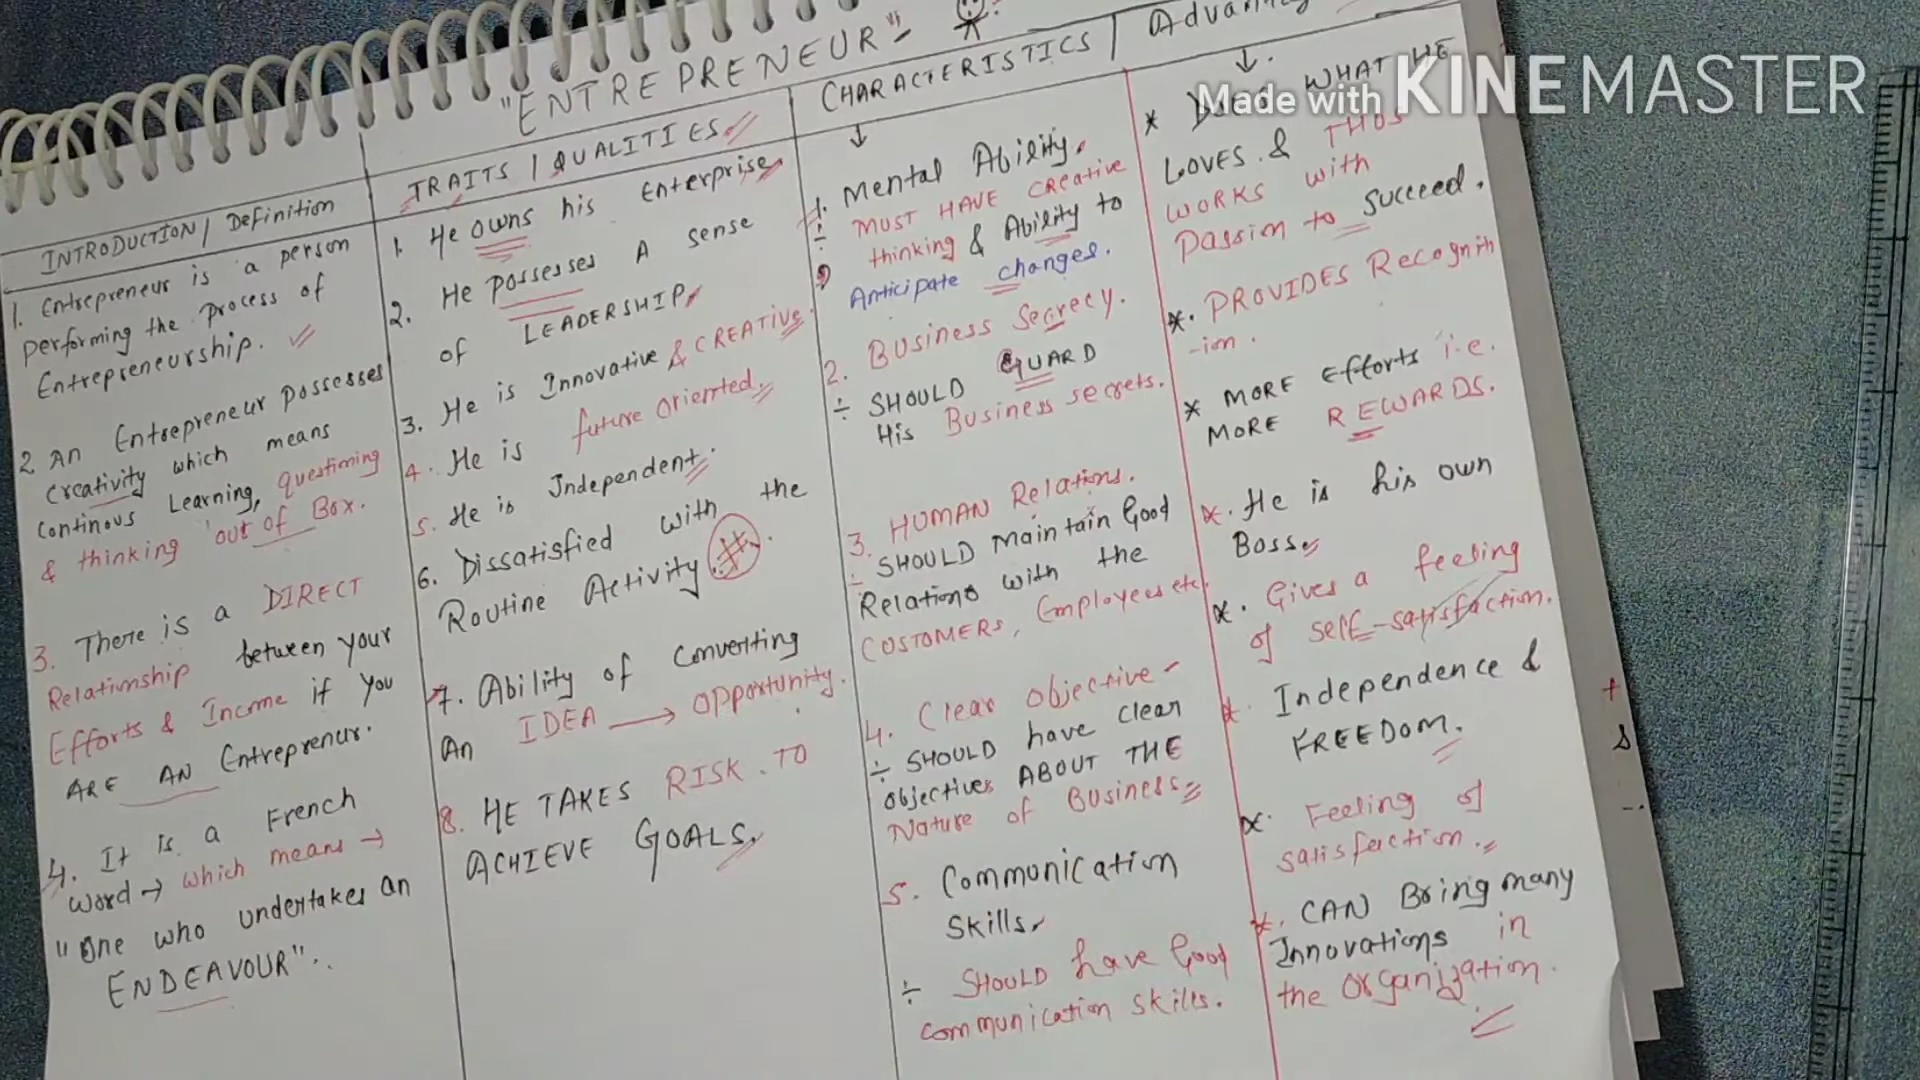 "ENTREPRENEUR"
INTRODUCTION / Definition
1. Entrepreneur is a person
performing the process of
Entrepreneurship.
2 An Entrepreneur possesses
Creativity which means
continous Learning, questioning
& thinking 'out of Box.
3. There is a DIRECT
Relationship between your
Efforts & Income if you
ARE AN Entreprenur.
4. It is a French
word → which means →
"One who undertakes an
ENDEAVOUR".
TRAITS / QUALITIES
1. He owns his Enterprise
2. He possesses A sense
of LEADERSHIP
3. He is Innovative & CREATIVE.
4. He is future oriented.
5. He is Independent.
6. Dissatisfied with the
Routine Activity #.
7. Ability of Converting
An IDEA → opportunity.
8. HE TAKES RISK. TO
ACHIEVE GOALS.
CHARACTERISTICS
1. Mental Ability.
÷ MUST HAVE Creative
thinking & Ability to
Anticipate changes.
2. Business Secrecy.
÷ SHOULD GUARD
His Business secrets.
3. HUMAN Relations.
÷ SHOULD Maintain Good
Relations with the
CUSTOMERS, Employees etc.
4. Clear objective -
÷ SHOULD have clear
objectives ABOUT THE
Nature of Business
5. Communication
Skills.
÷ SHOULD have Good
communication skills.
/ Advan
* WHAT HE
LOVES. & THUS
WORKS with
Passion to Succeed.
*. PROVIDES Recognit
-ion.
* MORE Efforts i.e.
MORE REWARDS.
*. He is his own
Boss.
*. Gives a feeling
of self-satisfaction.
*. Independence &
FREEDOM.
*. Feeling of
satisfaction.
*. CAN Bring many
Innovations in
the organization.
Made with KINEMASTER